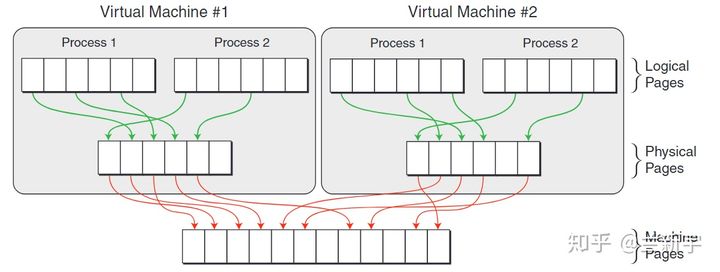 Virtual Machine #1
Virtual Machine #2
Process 1
Process 2
Process 1
Process 2
Logical
Pages
Physical
Pages
Machine
Pages
知乎